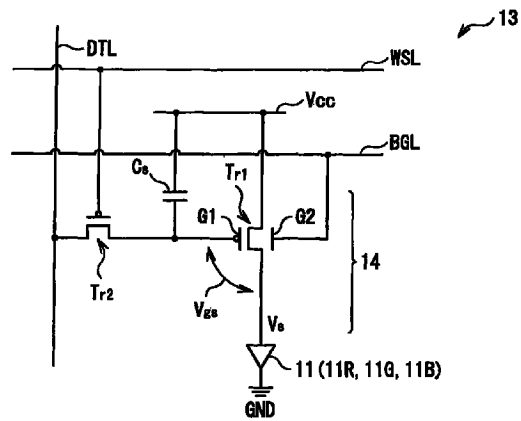 13
DTL
WSL
Vcc
BGL
Cs
Tr1
G1
G2
14
Tr2
Vgs
Vs
11 (11R, 11G, 11B)
GND